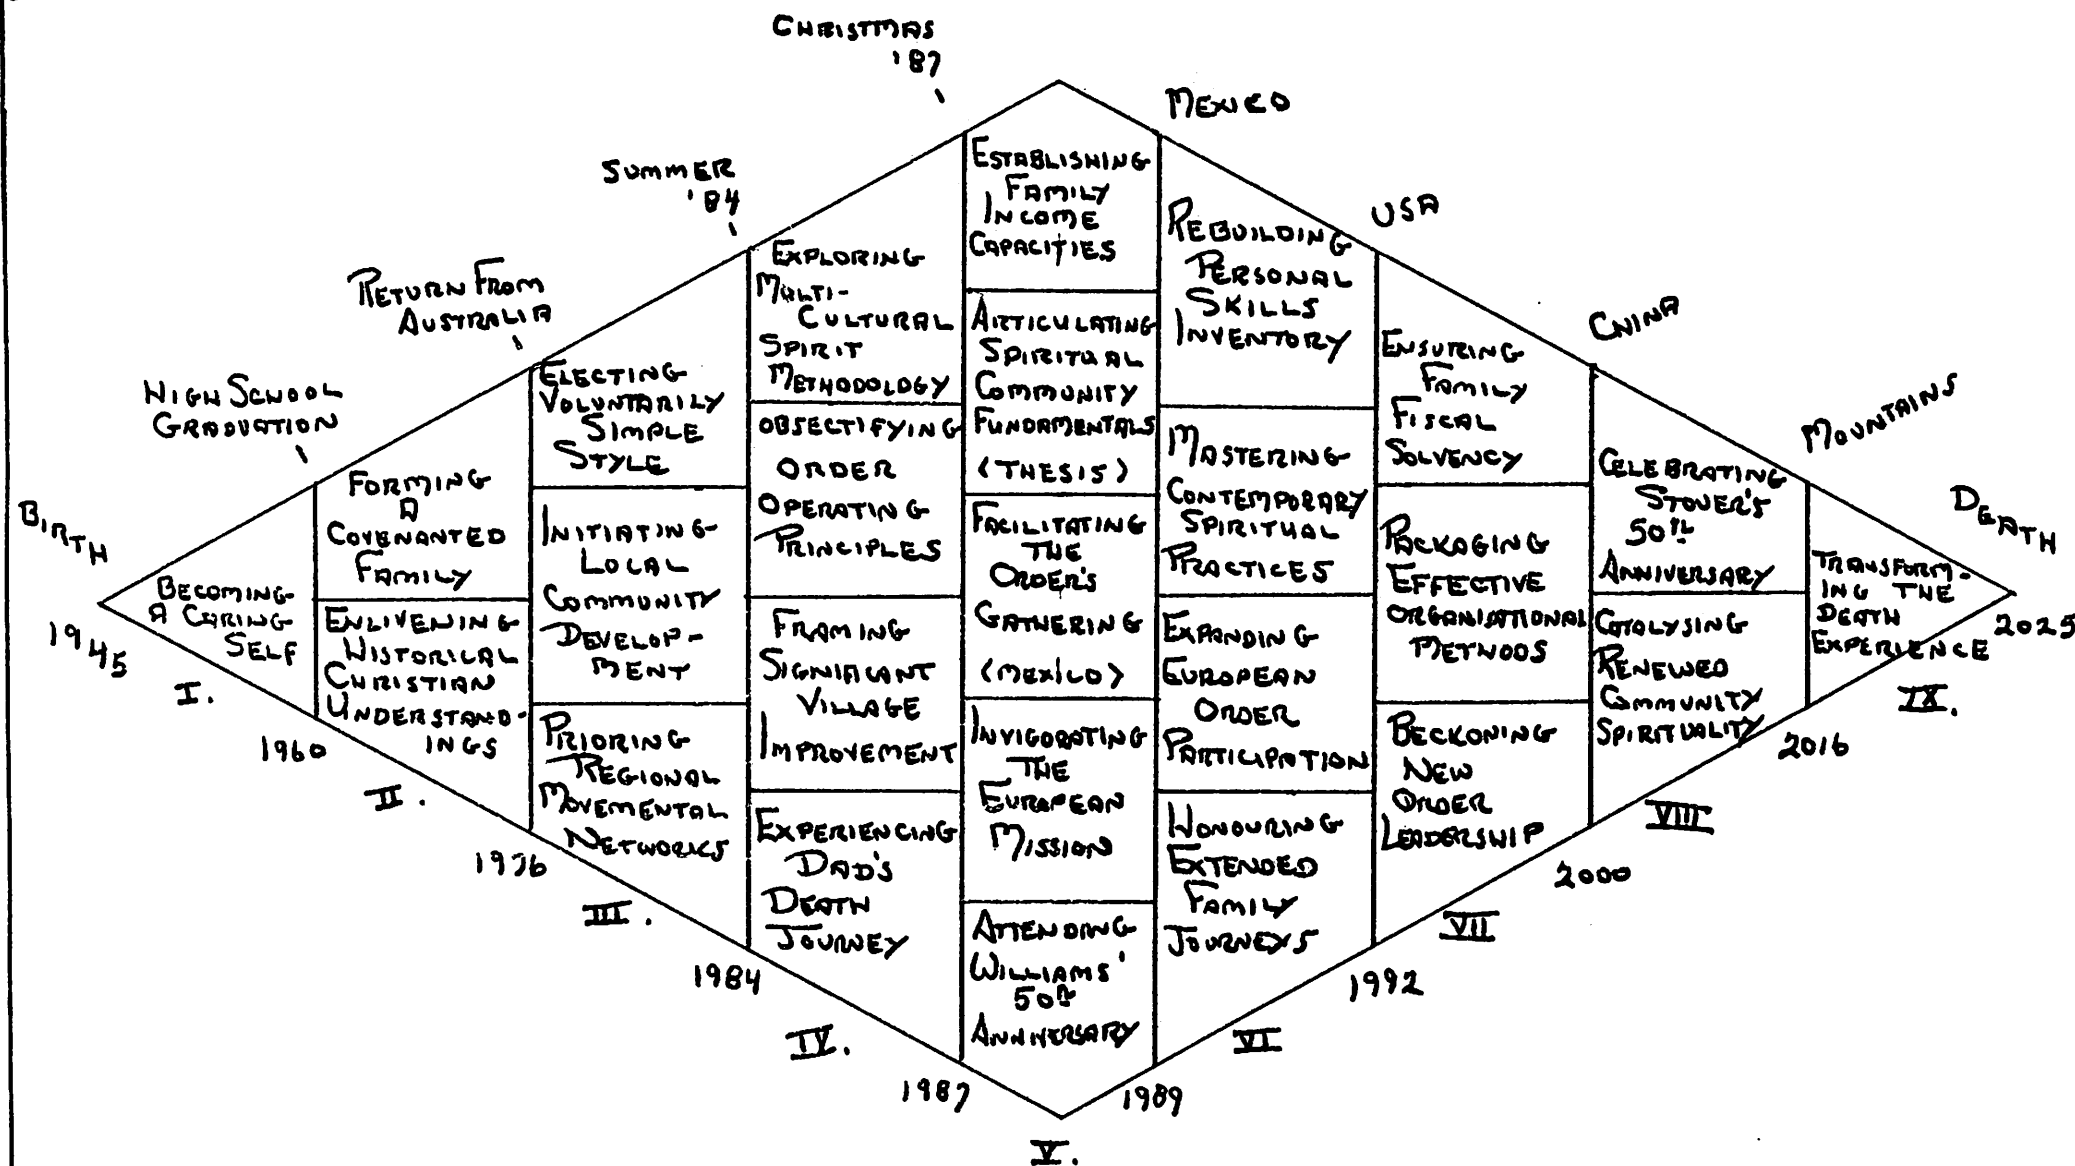 CHRISTMAS
'87
MEXICO
SUMMER
'84
USA
RETURN FROM
AUSTRALIA
CHINA
HIGH SCHOOL
GRADUATION
MOUNTAINS
BIRTH
1945
DEATH
2025
BECOMING
A CARING
SELF
I.
1960
FORMING
A
COVENANTED
FAMILY
ENLIVENING
HISTORICAL
CHRISTIAN
UNDERSTAND-
INGS
II.
1976
ELECTING
VOLUNTARILY
SIMPLE
STYLE
INITIATING
LOCAL
COMMUNITY
DEVELOP-
MENT
PRIORING
REGIONAL
MOVEMENTAL
NETWORKS
III.
1984
EXPLORING
MULTI-
CULTURAL
SPIRIT
METHODOLOGY
OBJECTIFYING
ORDER
OPERATING
PRINCIPLES
FRAMING
SIGNIFICANT
VILLAGE
IMPROVEMENT
EXPERIENCING
DAD'S
DEATH
JOURNEY
IV.
1987
ESTABLISHING
FAMILY
INCOME
CAPACITIES
ARTICULATING
SPIRITUAL
COMMUNITY
FUNDAMENTALS
(THESIS)
FACILITATING
THE
ORDER'S
GATHERING
(MEXICO)
INVIGORATING
THE
EUROPEAN
MISSION
ATTENDING
WILLIAMS'
50th
ANNIVERSARY
V.
1989
REBUILDING
PERSONAL
SKILLS
INVENTORY
MASTERING
CONTEMPORARY
SPIRITUAL
PRACTICES
EXPANDING
EUROPEAN
ORDER
PARTICIPATION
HONOURING
EXTENDED
FAMILY
JOURNEYS
VI
1992
ENSURING
FAMILY
FISCAL
SOLVENCY
PACKAGING
EFFECTIVE
ORGANISATIONAL
METHODS
BECKONING
NEW
ORDER
LEADERSHIP
VII
2000
CELEBRATING
STOVER'S
50th
ANNIVERSARY
CATALYSING
RENEWED
COMMUNITY
SPIRITUALITY
VIII
2016
TRANSFORM-
ING THE
DEATH
EXPERIENCE
IX.